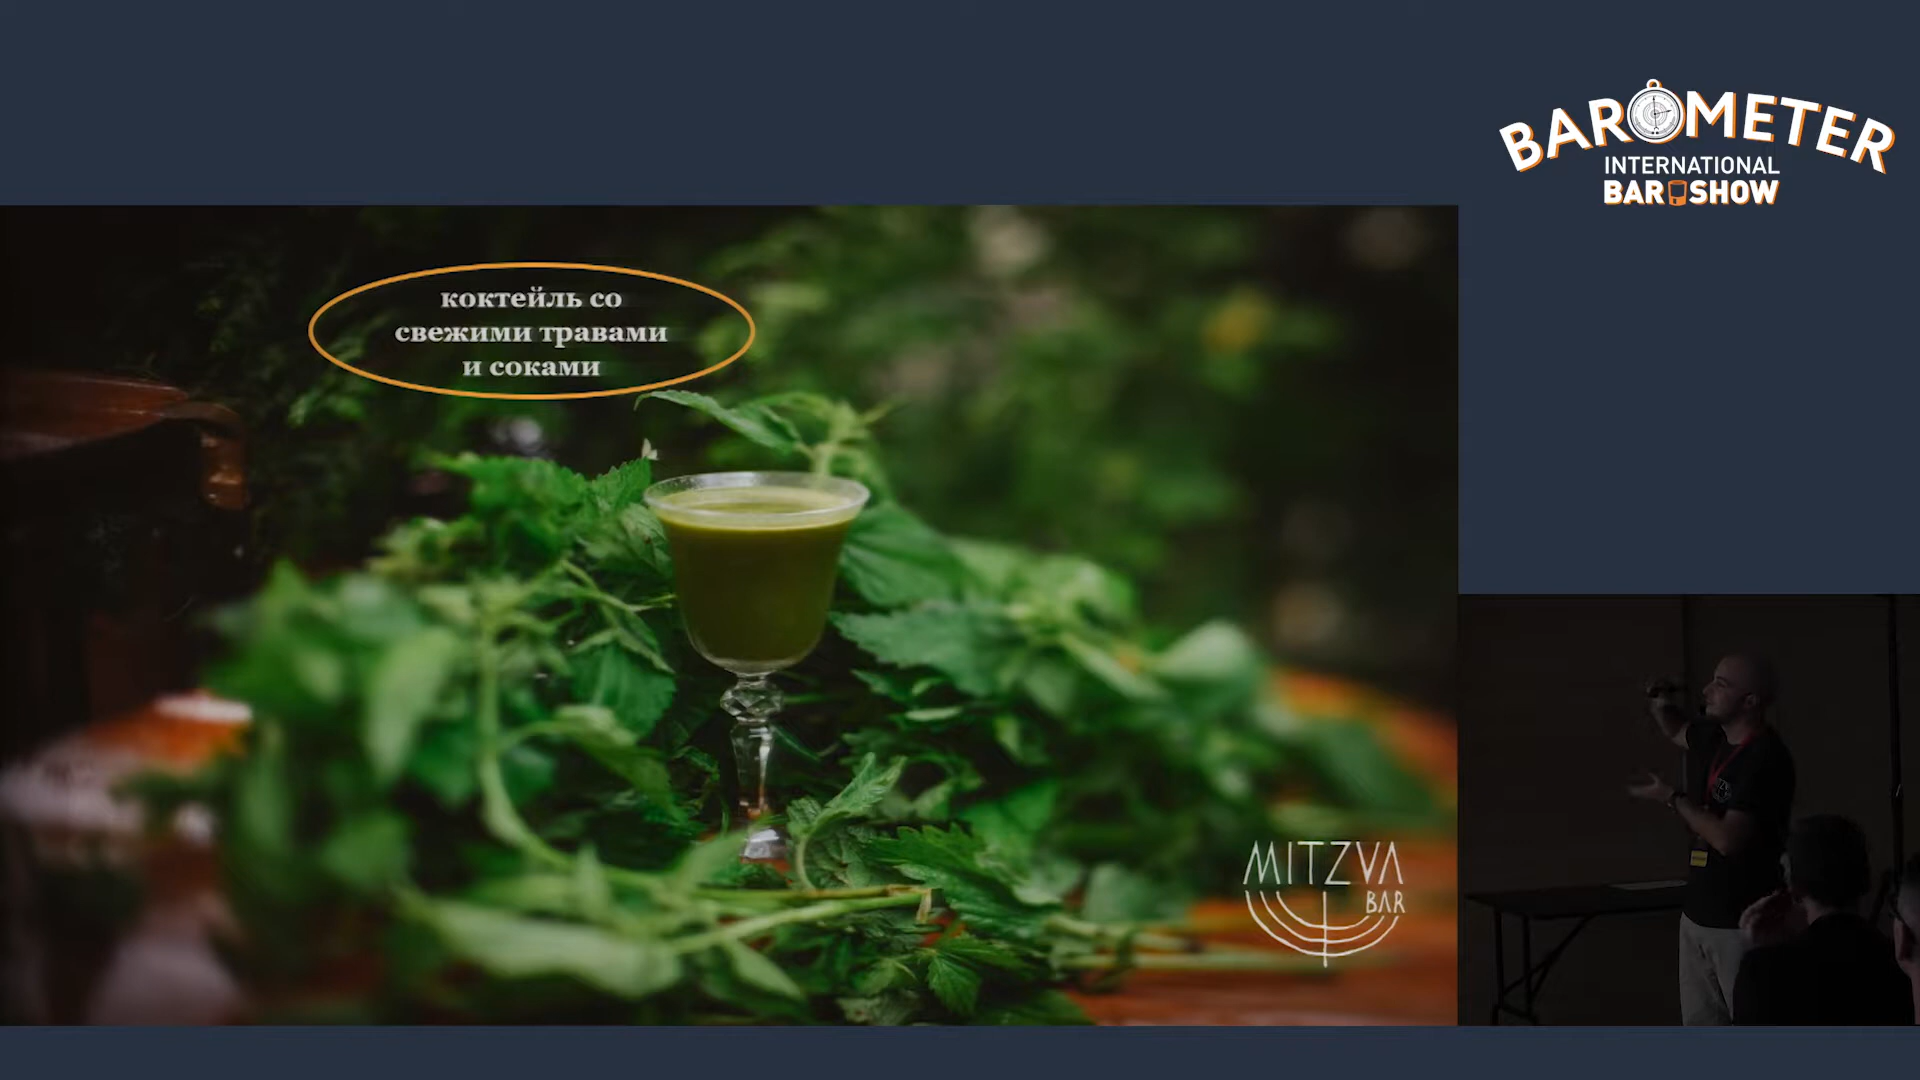 BAROMETER
INTERNATIONAL
BAR SHOW
коктейль со
свежими травами
и соками
MITZVA
BAR